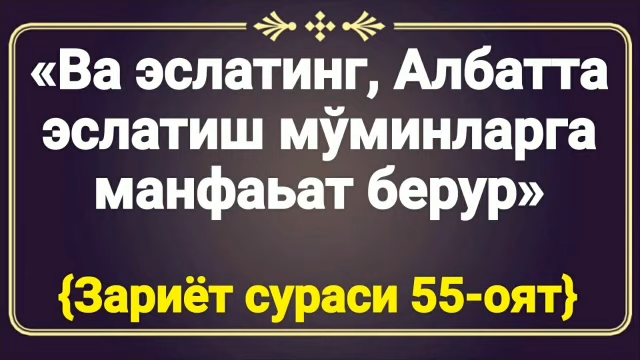 «Ва эслатинг, Албатта
эслатиш мўминларга
манфаьат берур»
{Зариёт сураси 55-оят}